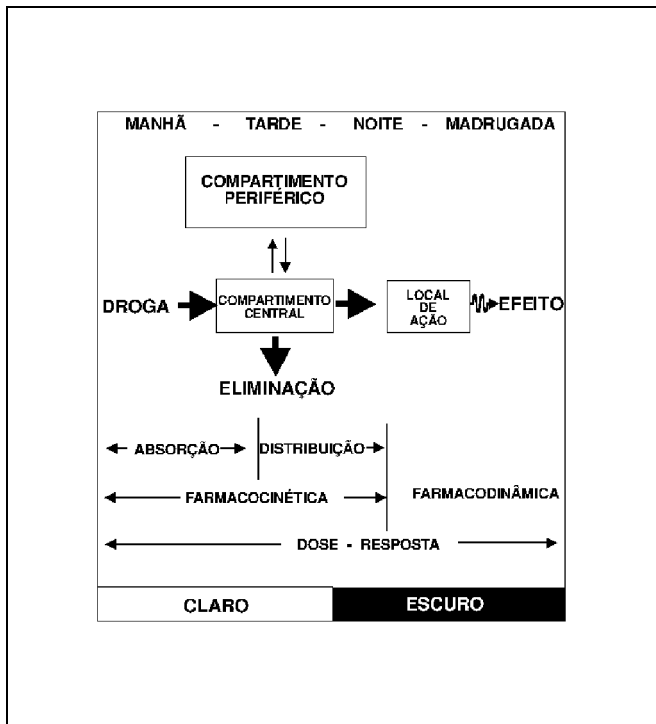 MANHÃ - TARDE - NOITE - MADRUGADA
COMPARTIMENTO
PERIFÉRICO
DROGA
COMPARTIMENTO
CENTRAL
LOCAL
DE
AÇÃO
EFEITO
ELIMINAÇÃO
ABSORÇÃO
DISTRIBUIÇÃO
FARMACOCINÉTICA
FARMACODINÂMICA
DOSE - RESPOSTA
CLARO
ESCURO